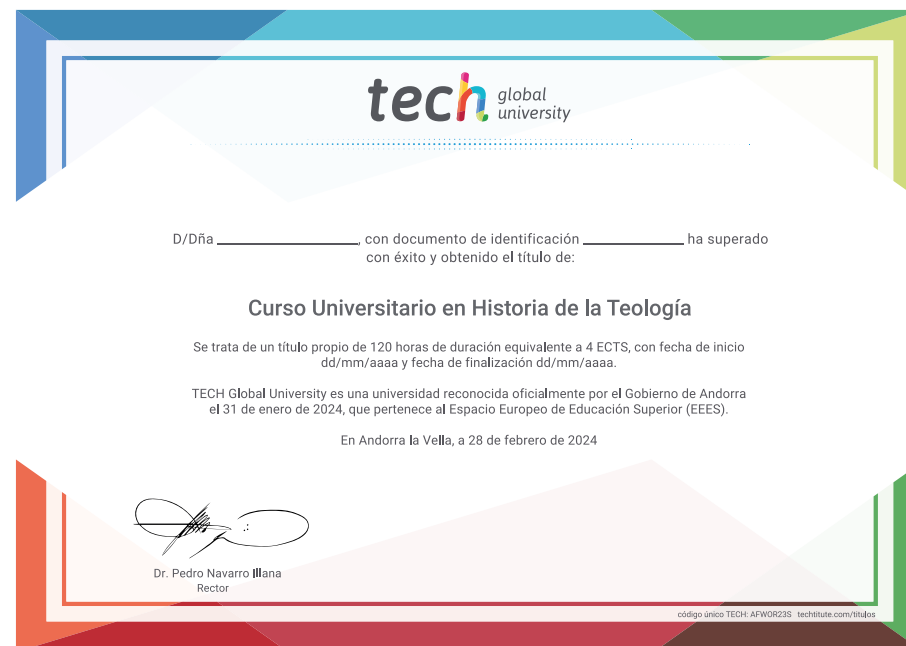 tech global university
D/Dña ________________, con documento de identificación ____________ ha superado
con éxito y obtenido el título de:
Curso Universitario en Historia de la Teología
Se trata de un título propio de 120 horas de duración equivalente a 4 ECTS, con fecha de inicio
dd/mm/aaaa y fecha de finalización dd/mm/aaaa.
TECH Global University es una universidad reconocida oficialmente por el Gobierno de Andorra
el 31 de enero de 2024, que pertenece al Espacio Europeo de Educación Superior (EEES).
En Andorra la Vella, a 28 de febrero de 2024
Dr. Pedro Navarro Illana
Rector
código único TECH: AFWOR23S techtitute.com/titulos